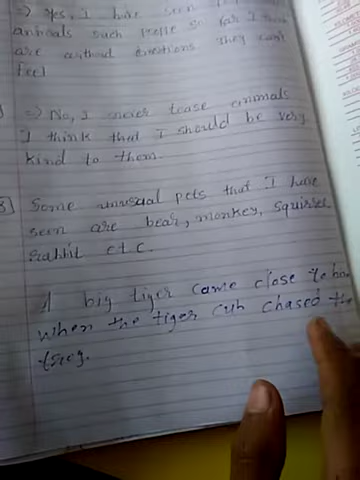 => Yes, I have seen
animals such people so far I think
are without emotions they can't
feel
=> No, I never tease animals
I think that I should be very
kind to them.
3] Some unusual pets that I have
seen are bear, monkey, squirrel
rabbit etc.
A big tiger came close to
when the tiger cub chased the
frog.